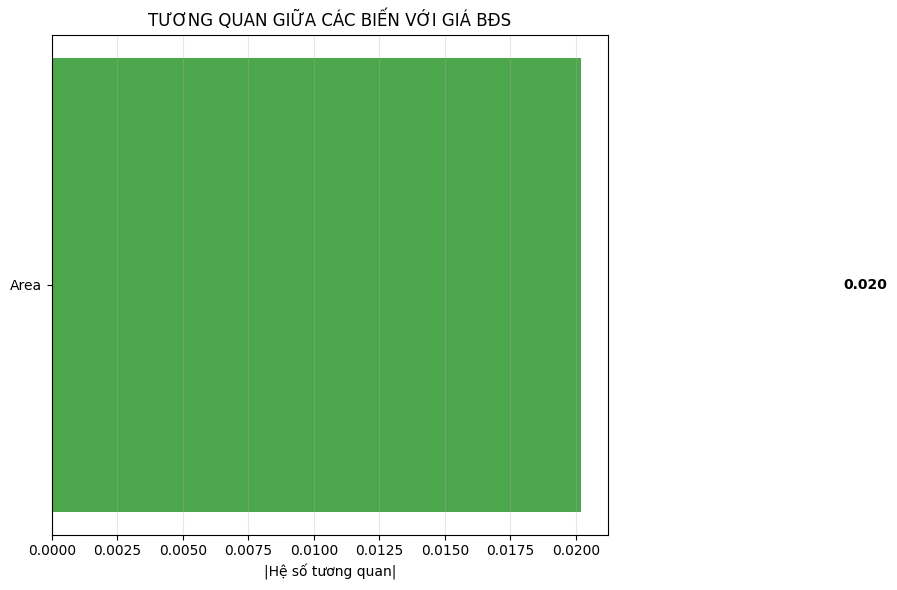 TƯƠNG QUAN GIỮA CÁC BIẾN VỚI GIÁ BĐS
Area
0.020
0.0000 0.0025 0.0050 0.0075 0.0100 0.0125 0.0150 0.0175 0.0200
|Hệ số tương quan|